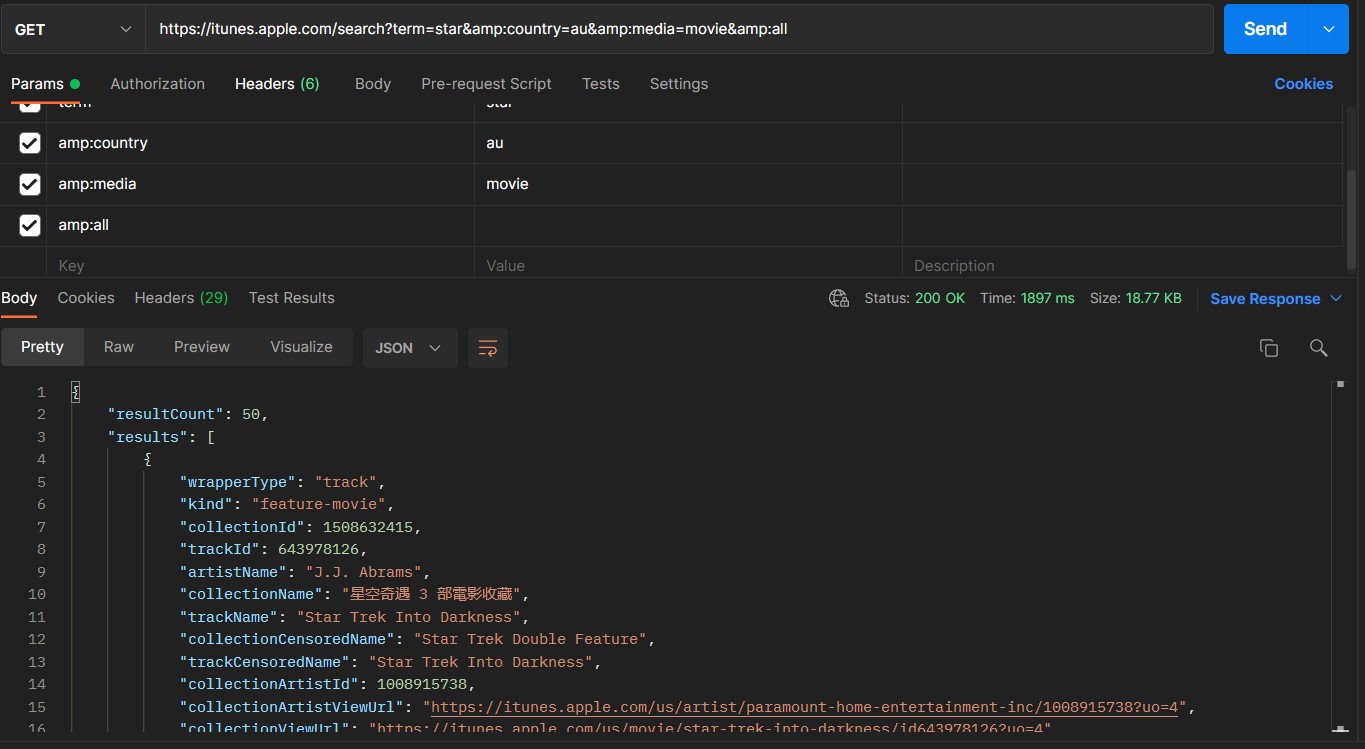 GET https://itunes.apple.com/search?term=star&amp:country=au&amp:media=movie&amp:all Send
Params Authorization Headers (6) Body Pre-request Script Tests Settings Cookies
term star
amp:country au
amp:media movie
amp:all
Key Value Description
Body Cookies Headers (29) Test Results Status: 200 OK Time: 1897 ms Size: 18.77 KB Save Response
Pretty Raw Preview Visualize JSON
1 {
2 "resultCount": 50,
3 "results": [
4 {
5 "wrapperType": "track",
6 "kind": "feature-movie",
7 "collectionId": 1508632415,
8 "trackId": 643978126,
9 "artistName": "J.J. Abrams",
10 "collectionName": "星空奇遇 3 部電影收藏",
11 "trackName": "Star Trek Into Darkness",
12 "collectionCensoredName": "Star Trek Double Feature",
13 "trackCensoredName": "Star Trek Into Darkness",
14 "collectionArtistId": 1008915738,
15 "collectionArtistViewUrl": "https://itunes.apple.com/us/artist/paramount-home-entertainment-inc/1008915738?uo=4",
16 "collectionViewUrl": "https://itunes.apple.com/us/movie/star-trek-into-darkness/id643978126?uo=4"